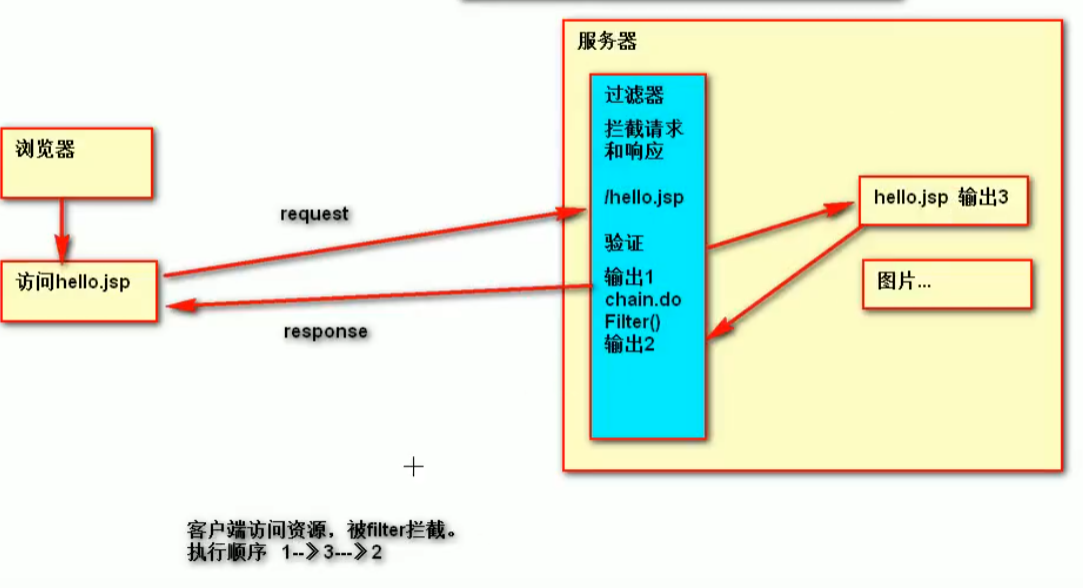 服务器
过滤器
拦截请求
和响应
/hello.jsp
验证
输出1
chain.do
Filter()
输出2
浏览器
访问hello.jsp
request
response
hello.jsp 输出3
图片...
客户端访问资源，被filter拦截。
执行顺序 1--》3---》2